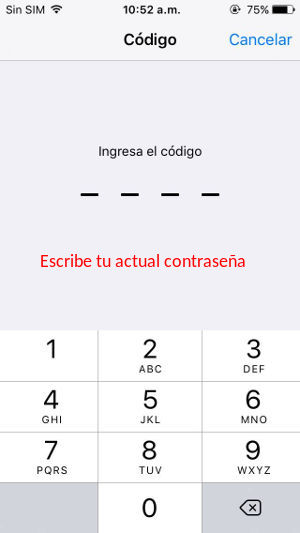 Sin SIM 10:52 a.m. 75%
Código Cancelar
Ingresa el código
Escribe tu actual contraseña
1 2 3
ABC DEF
4 5 6
GHI JKL MNO
7 8 9
PQRS TUV WXYZ
0